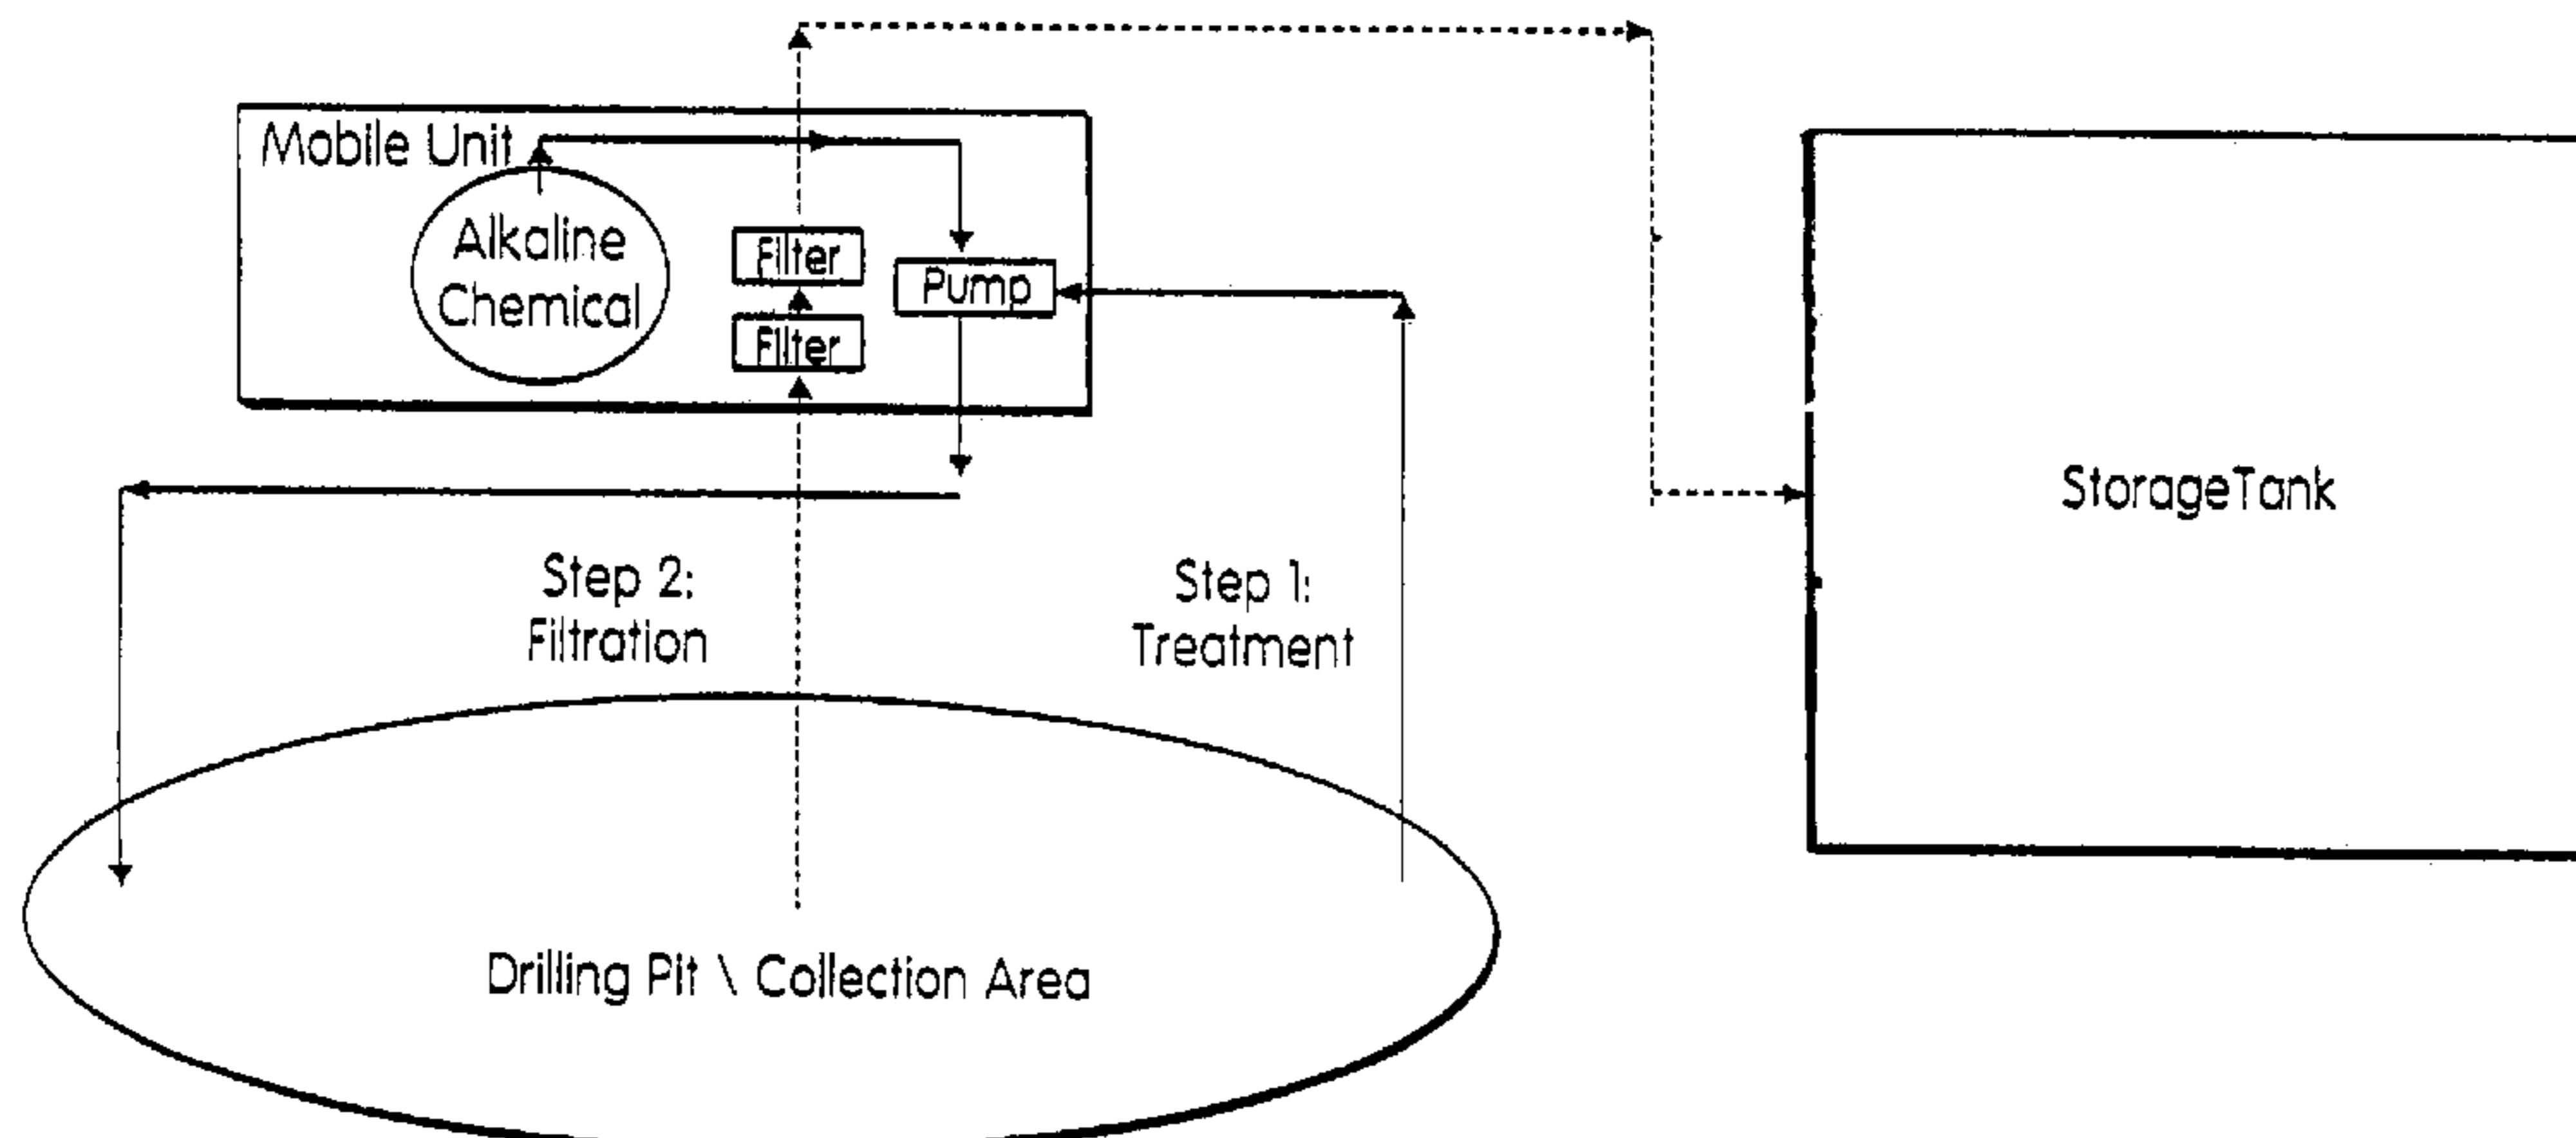 Mobile Unit
Alkaline
Chemical
Filter
Filter
Pump
StorageTank
Step 2:
Filtration
Step 1:
Treatment
Drilling Pit \ Collection Area